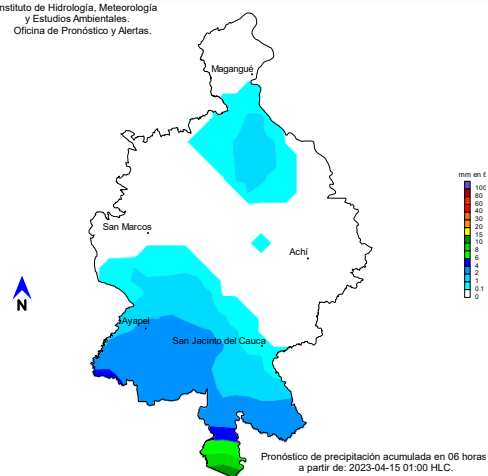 nstituto de Hidrología, Meteorología
y Estudios Ambientales.
Oficina de Pronóstico y Alertas.
Magangué
San Marcos
Achí
Ayapel
San Jacinto del Cauca
N
mm en 6
100
80
60
40
30
20
15
10
8
6
4
2
1
0.1
0
Pronóstico de precipitación acumulada en 06 horas
a partir de: 2023-04-15 01:00 HLC.